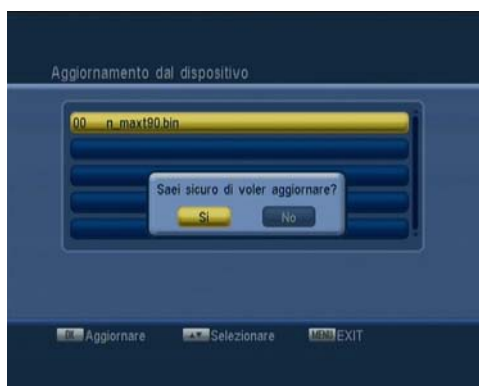 Aggiornamento dal dispositivo
00 n_maxt90.bin
Saei sicuro di voler aggiornare?
Si No
OK Aggiornare ▲▼ Selezionare MENU EXIT